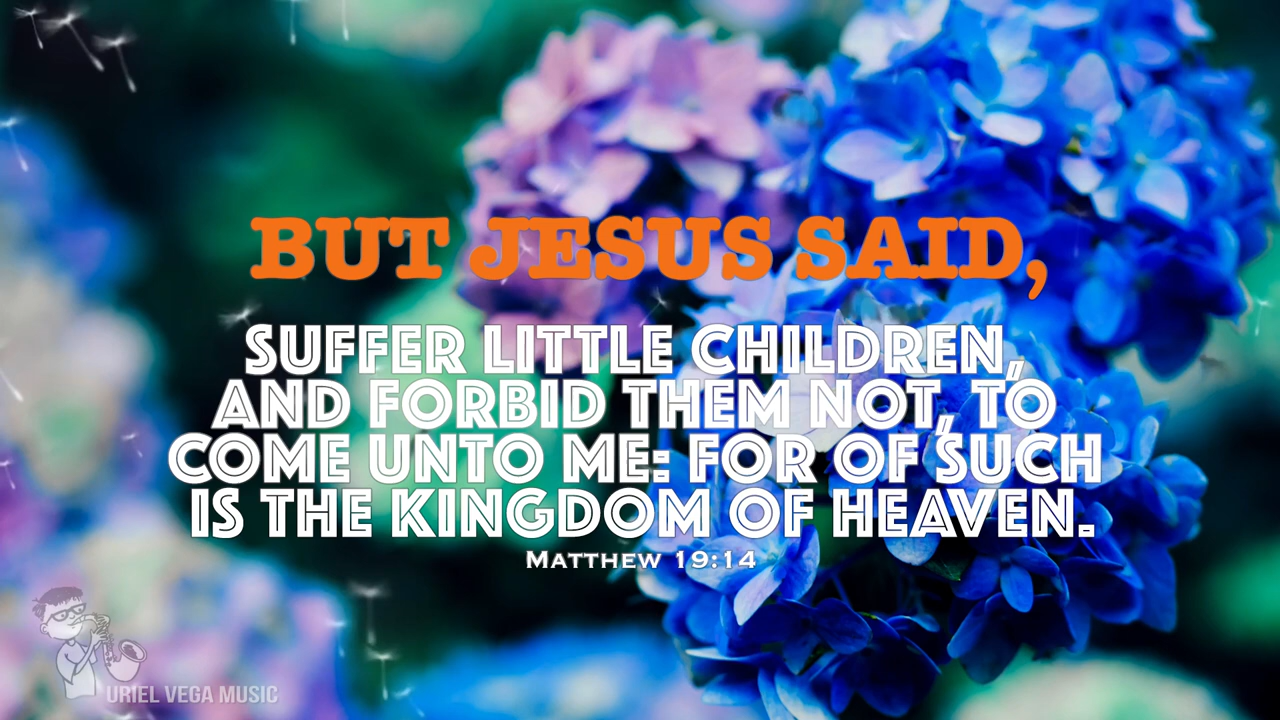 BUT JESUS SAID,
SUFFER LITTLE CHILDREN,
AND FORBID THEM NOT, TO
COME UNTO ME: FOR OF SUCH
IS THE KINGDOM OF HEAVEN.
MATTHEW 19:14
URIEL VEGA MUSIC